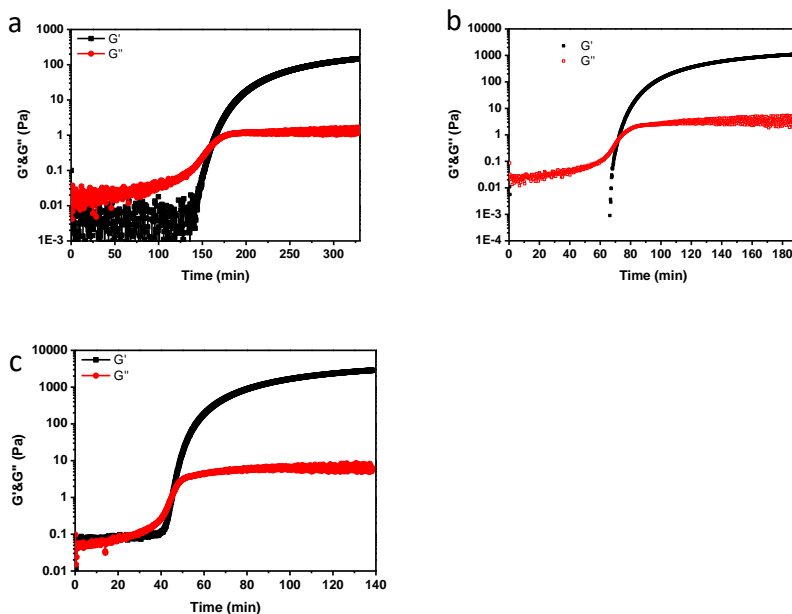 a
G'
G''
1000
100
10
1
0.1
0.01
1E-3
G'&G'' (Pa)
0 50 100 150 200 250 300
Time (min)
b
G'
G''
10000
1000
100
10
1
0.1
0.01
1E-3
1E-4
G'&G'' (Pa)
0 20 40 60 80 100 120 140 160 180
Time (min)
c
G'
G''
10000
1000
100
10
1
0.1
0.01
G'&G'' (Pa)
0 20 40 60 80 100 120 140
Time (min)